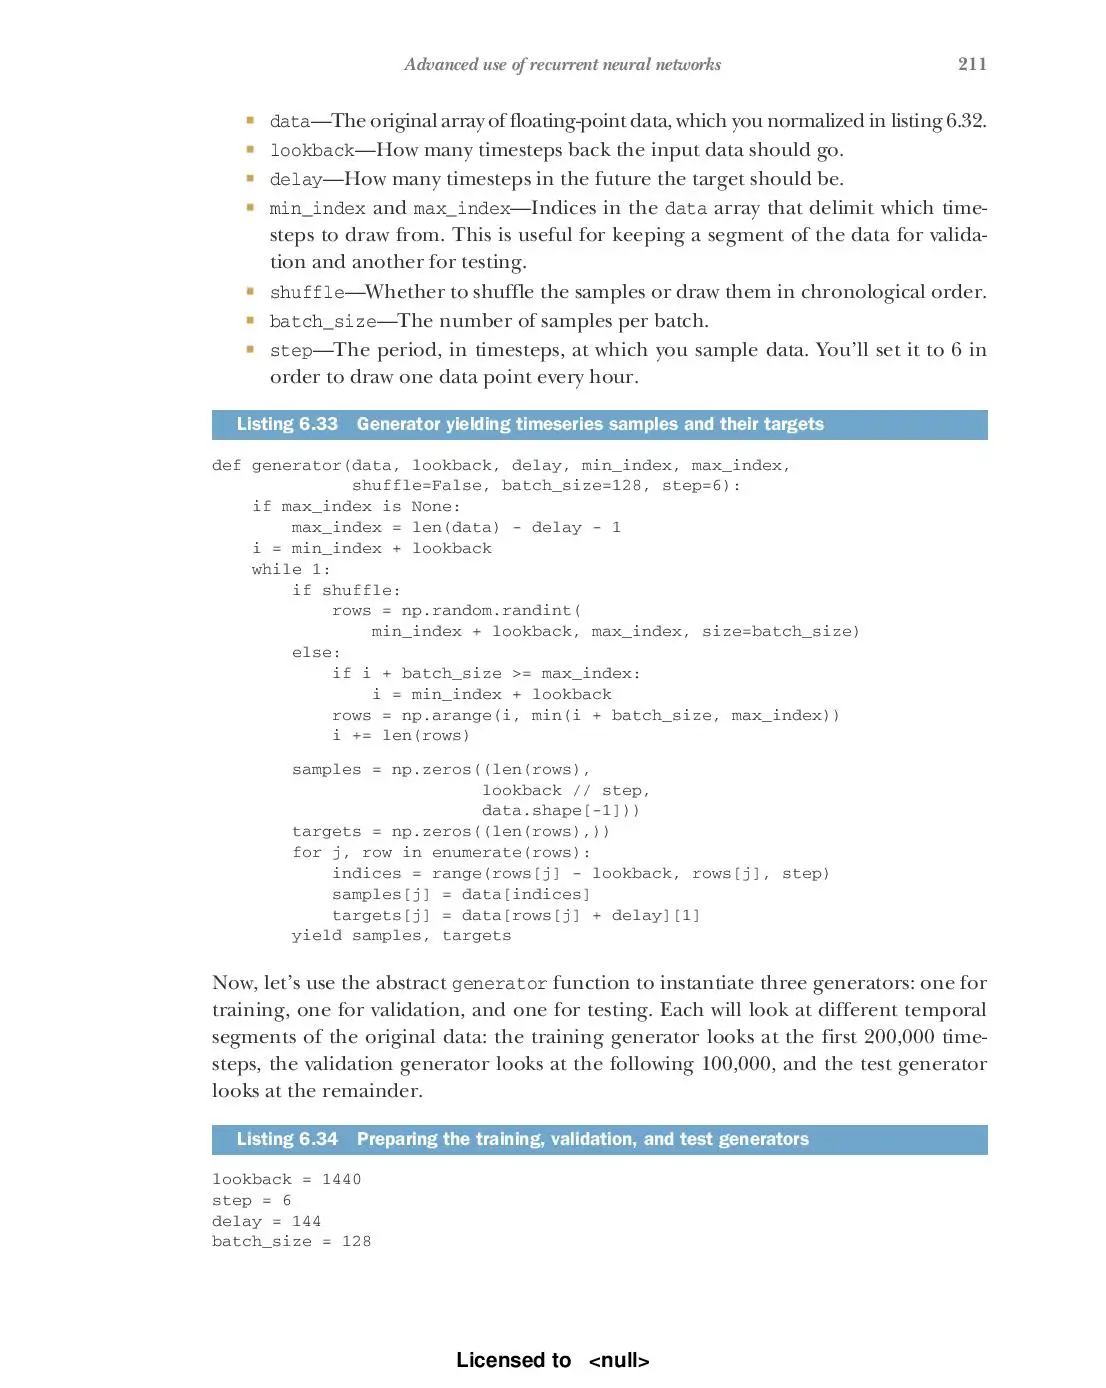 Advanced use of recurrent neural networks 211
■ data—The original array of floating-point data, which you normalized in listing 6.32.
■ lookback—How many timesteps back the input data should go.
■ delay—How many timesteps in the future the target should be.
■ min_index and max_index—Indices in the data array that delimit which time-
steps to draw from. This is useful for keeping a segment of the data for valida-
tion and another for testing.
■ shuffle—Whether to shuffle the samples or draw them in chronological order.
■ batch_size—The number of samples per batch.
■ step—The period, in timesteps, at which you sample data. You’ll set it to 6 in
order to draw one data point every hour.
Listing 6.33 Generator yielding timeseries samples and their targets
def generator(data, lookback, delay, min_index, max_index,
              shuffle=False, batch_size=128, step=6):
    if max_index is None:
        max_index = len(data) - delay - 1
    i = min_index + lookback
    while 1:
        if shuffle:
            rows = np.random.randint(
                min_index + lookback, max_index, size=batch_size)
        else:
            if i + batch_size >= max_index:
                i = min_index + lookback
            rows = np.arange(i, min(i + batch_size, max_index))
            i += len(rows)
        samples = np.zeros((len(rows),
                           lookback // step,
                           data.shape[-1]))
        targets = np.zeros((len(rows),))
        for j, row in enumerate(rows):
            indices = range(rows[j] - lookback, rows[j], step)
            samples[j] = data[indices]
            targets[j] = data[rows[j] + delay][1]
        yield samples, targets
Now, let’s use the abstract generator function to instantiate three generators: one for
training, one for validation, and one for testing. Each will look at different temporal
segments of the original data: the training generator looks at the first 200,000 time-
steps, the validation generator looks at the following 100,000, and the test generator
looks at the remainder.
Listing 6.34 Preparing the training, validation, and test generators
lookback = 1440
step = 6
delay = 144
batch_size = 128
Licensed to <null>